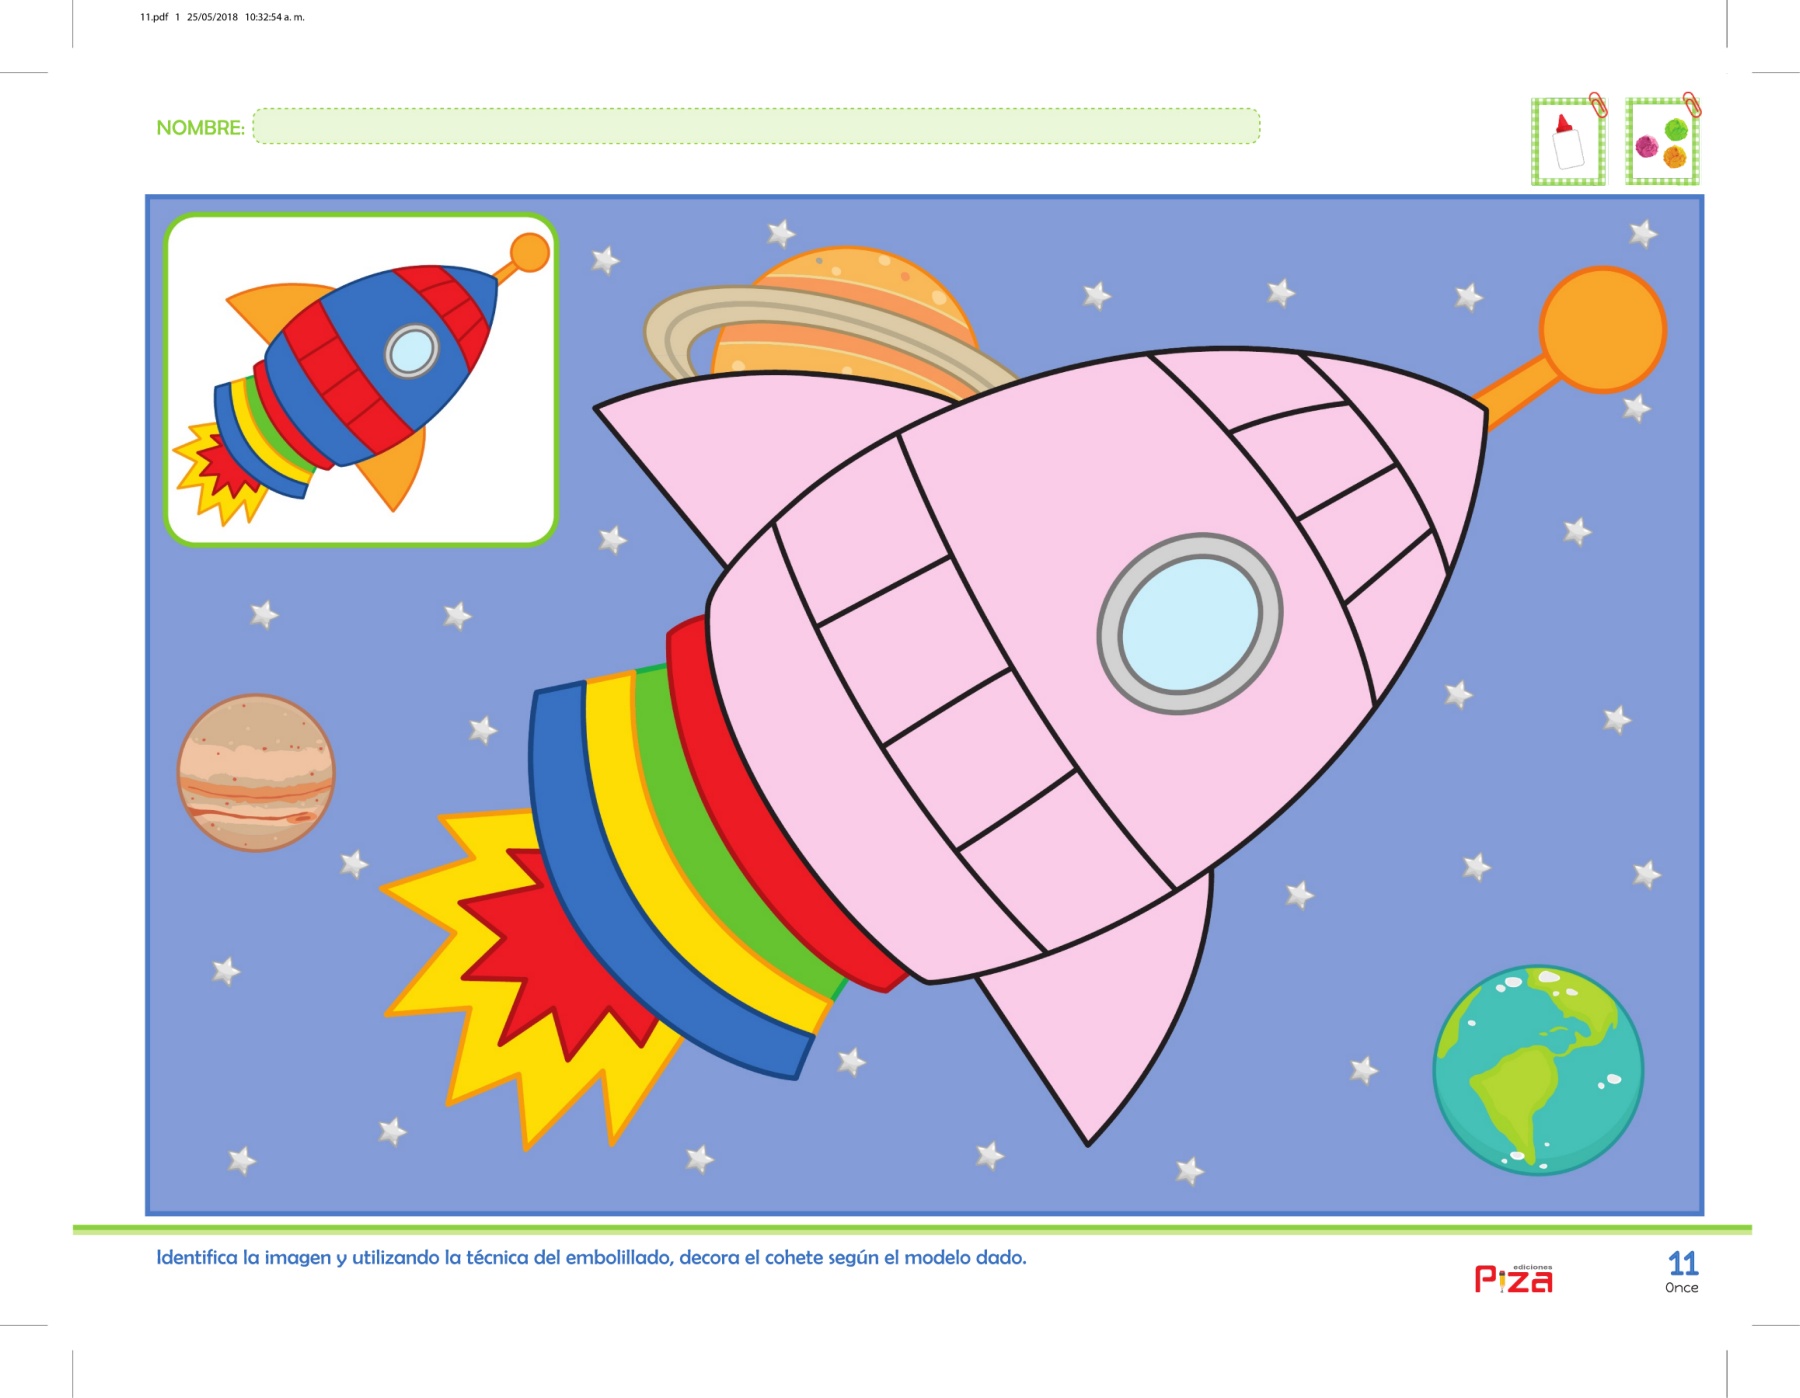 11.pdf 1 25/05/2018 10:32:54 a. m.
NOMBRE:
Identifica la imagen y utilizando la técnica del embolillado, decora el cohete según el modelo dado.
ediciones
Piza
11
Once